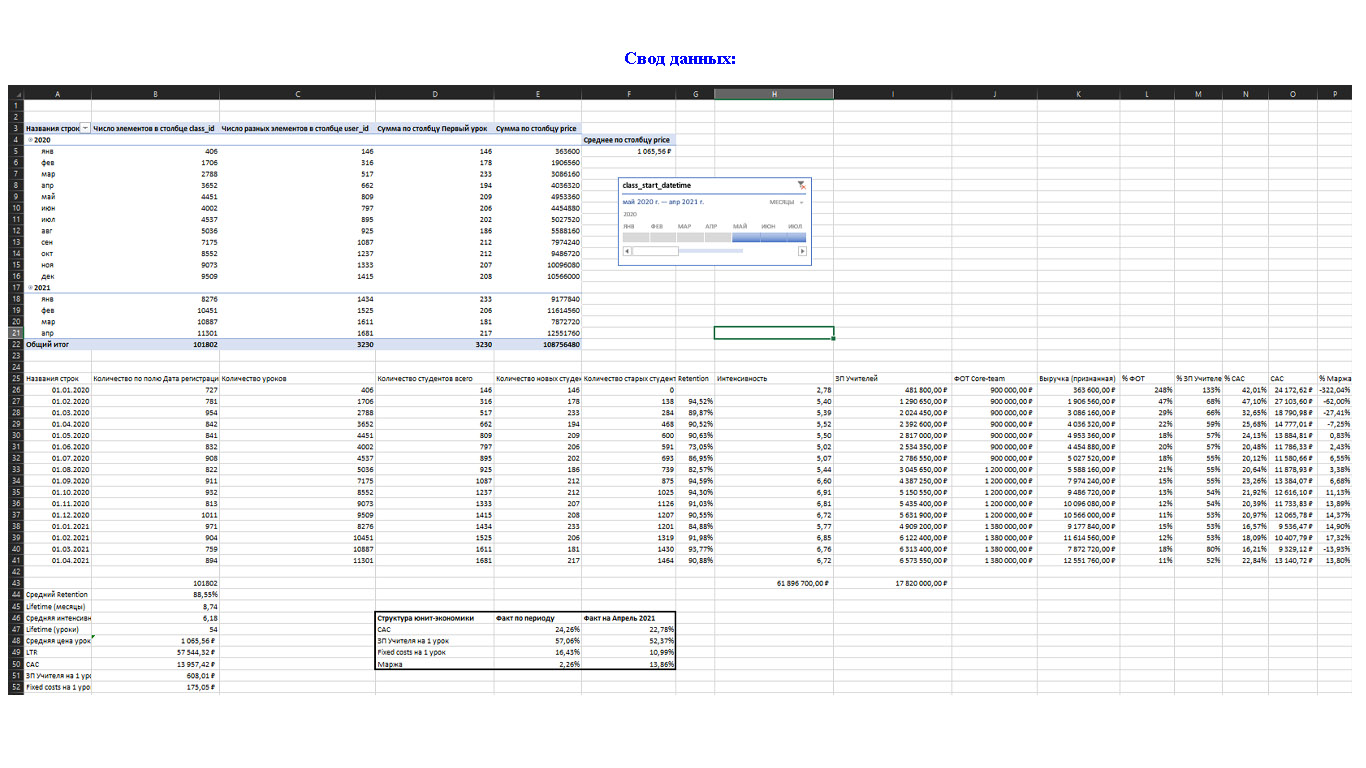 Свод данных:
A B C D E F G H I J K L M N O P
1
2
3 Названия строк Число элементов в столбце class_id Число разных элементов в столбце user_id Сумма по столбцу Первый урок Сумма по столбцу price
4 2020 Среднее по столбцу price
5 янв 406 146 146 363600 1 065,56 ₽
6 фев 1706 316 178 1906560
7 мар 2788 517 233 3086160
8 апр 3652 662 194 4036320
9 май 4451 809 209 4953360
10 июн 4002 797 206 4454880
11 июл 4537 895 202 5027520
12 авг 5036 925 186 5588160
13 сен 7175 1087 212 7974240
14 окт 8552 1237 212 9486720
15 ноя 9073 1333 207 10096080
16 дек 9509 1415 208 10566000
17 2021
18 янв 8276 1434 233 9177840
19 фев 10451 1525 206 11614560
20 мар 10887 1611 181 7872720
21 апр 11301 1681 217 12551760
22 Общий итог 101802 3230 3230 108756480
class_start_datetime
май 2020 г. — апр 2021 г. МЕСЯЦЫ
2020
ЯНВ ФЕВ МАР АПР МАЙ ИЮН ИЮЛ
23
24
25 Названия строк Количество по полю Дата регистраци Количество уроков Количество студентов всего Количество новых студен Количество старых студент Retention Интенсивность ЗП Учителей ФОТ Core-team Выручка (признанная) % ФОТ % ЗП Учителе % CAC CAC % Маржа
26 01.01.2020 727 406 146 146 0 2,78 481 800,00 ₽ 900 000,00 ₽ 363 600,00 ₽ 248% 133% 42,01% 24 172,62 ₽ -322,04%
27 01.02.2020 781 1706 316 178 138 94,52% 5,40 1 290 650,00 ₽ 900 000,00 ₽ 1 906 560,00 ₽ 47% 68% 47,10% 27 103,60 ₽ -62,00%
28 01.03.2020 954 2788 517 233 284 89,87% 5,39 2 024 450,00 ₽ 900 000,00 ₽ 3 086 160,00 ₽ 29% 66% 32,65% 18 790,98 ₽ -27,41%
29 01.04.2020 842 3652 662 194 468 90,52% 5,52 2 392 600,00 ₽ 900 000,00 ₽ 4 036 320,00 ₽ 22% 59% 25,68% 14 777,01 ₽ -7,25%
30 01.05.2020 841 4451 809 209 600 90,63% 5,50 2 817 000,00 ₽ 900 000,00 ₽ 4 953 360,00 ₽ 18% 57% 24,13% 13 884,81 ₽ 0,83%
31 01.06.2020 832 4002 797 206 591 73,05% 5,02 2 534 350,00 ₽ 900 000,00 ₽ 4 454 880,00 ₽ 20% 57% 20,48% 11 786,33 ₽ 2,43%
32 01.07.2020 908 4537 895 202 693 86,95% 5,07 2 786 550,00 ₽ 900 000,00 ₽ 5 027 520,00 ₽ 18% 55% 20,12% 11 580,66 ₽ 6,55%
33 01.08.2020 822 5036 925 186 739 82,57% 5,44 3 045 650,00 ₽ 1 200 000,00 ₽ 5 588 160,00 ₽ 21% 55% 20,64% 11 878,93 ₽ 3,38%
34 01.09.2020 911 7175 1087 212 875 94,59% 6,60 4 387 250,00 ₽ 1 200 000,00 ₽ 7 974 240,00 ₽ 15% 55% 23,26% 13 384,07 ₽ 6,68%
35 01.10.2020 932 8552 1237 212 1025 94,30% 6,91 5 150 550,00 ₽ 1 200 000,00 ₽ 9 486 720,00 ₽ 13% 54% 21,92% 12 616,10 ₽ 11,13%
36 01.11.2020 813 9073 1333 207 1126 91,03% 6,81 5 435 400,00 ₽ 1 200 000,00 ₽ 10 096 080,00 ₽ 12% 54% 20,39% 11 733,83 ₽ 13,89%
37 01.12.2020 1011 9509 1415 208 1207 90,55% 6,72 5 631 900,00 ₽ 1 200 000,00 ₽ 10 566 000,00 ₽ 11% 53% 20,97% 12 065,78 ₽ 14,37%
38 01.01.2021 971 8276 1434 233 1201 84,88% 5,77 4 909 200,00 ₽ 1 380 000,00 ₽ 9 177 840,00 ₽ 15% 53% 16,57% 9 536,47 ₽ 14,90%
39 01.02.2021 904 10451 1525 206 1319 91,98% 6,85 6 122 400,00 ₽ 1 380 000,00 ₽ 11 614 560,00 ₽ 12% 53% 18,09% 10 407,79 ₽ 17,32%
40 01.03.2021 759 10887 1611 181 1430 93,77% 6,76 6 313 400,00 ₽ 1 380 000,00 ₽ 7 872 720,00 ₽ 18% 80% 16,21% 9 329,12 ₽ -13,93%
41 01.04.2021 894 11301 1681 217 1464 90,88% 6,72 6 573 550,00 ₽ 1 380 000,00 ₽ 12 551 760,00 ₽ 11% 52% 22,84% 13 140,72 ₽ 13,80%
42
43 101802 61 896 700,00 ₽ 17 820 000,00 ₽
44 Средний Retention 88,55%
45 Lifetime (месяцы) 8,74
46 Средняя интенсивн 6,18 Структура юнит-экономики Факт по периоду Факт на Апрель 2021
47 Lifetime (уроки) 54 CAC 24,26% 22,78%
48 Средняя цена урок 1 065,56 ₽ ЗП Учителя на 1 урок 57,06% 52,37%
49 LTR 57 544,32 ₽ Fixed costs на 1 урок 16,43% 10,99%
50 CAC 13 957,42 ₽ Маржа 2,26% 13,86%
51 ЗП Учителя на 1 уро 608,01 ₽
52 Fixed costs на 1 уро 175,05 ₽